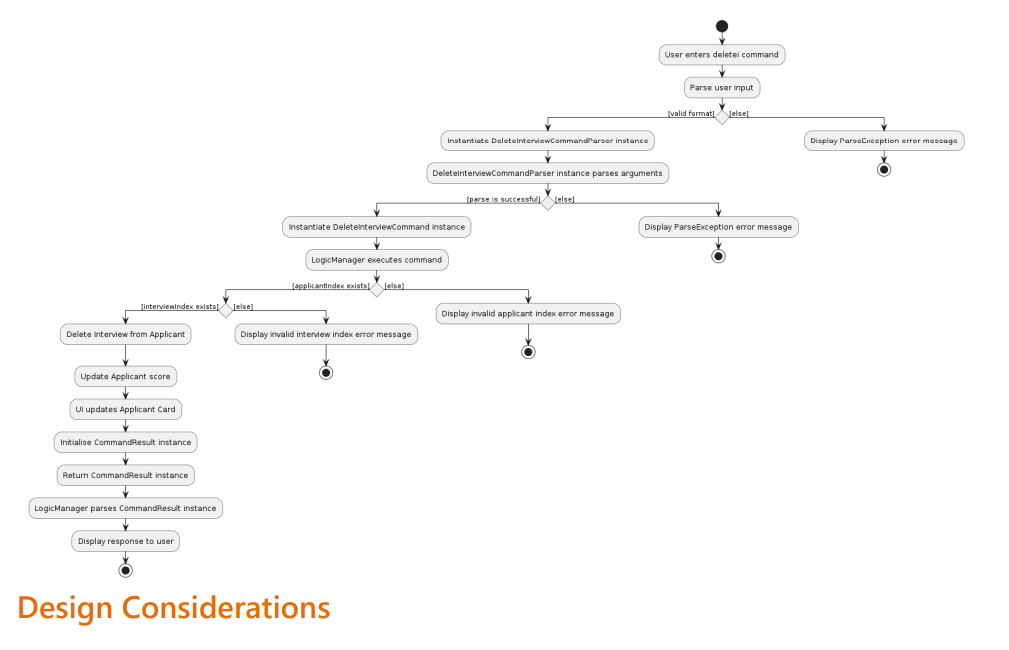 User enters deletei command
Parse user input
[valid format]
[else]
Instantiate DeleteInterviewCommandParser instance
Display ParseException error message
DeleteInterviewCommandParser instance parses arguments
[parse is successful]
[else]
Instantiate DeleteInterviewCommand instance
Display ParseException error message
LogicManager executes command
[applicantIndex exists]
[else]
[interviewIndex exists]
[else]
Display invalid applicant index error message
Delete Interview from Applicant
Display invalid interview index error message
Update Applicant score
UI updates Applicant Card
Initialise CommandResult instance
Return CommandResult instance
LogicManager parses CommandResult instance
Display response to user
Design Considerations